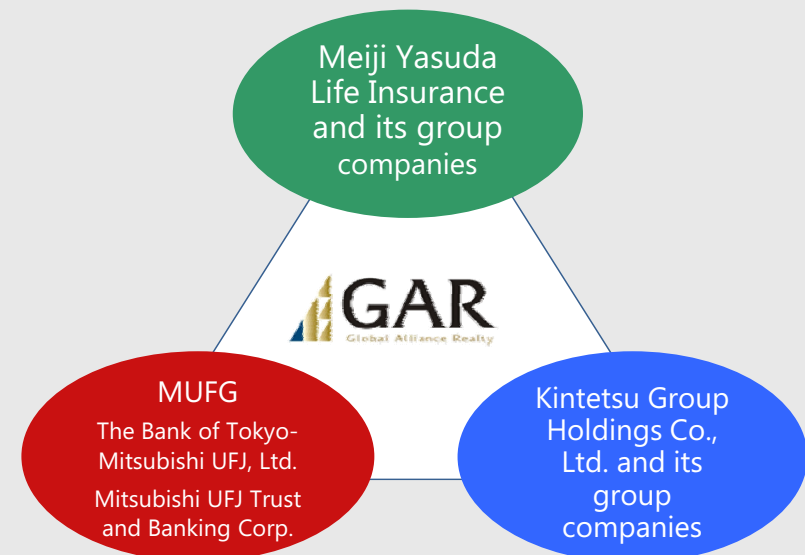 Meiji Yasuda
Life Insurance
and its group
companies
GAR
Global Alliance Realty
MUFG
The Bank of Tokyo-
Mitsubishi UFJ, Ltd.
Mitsubishi UFJ Trust
and Banking Corp.
Kintetsu Group
Holdings Co.,
Ltd. and its
group
companies